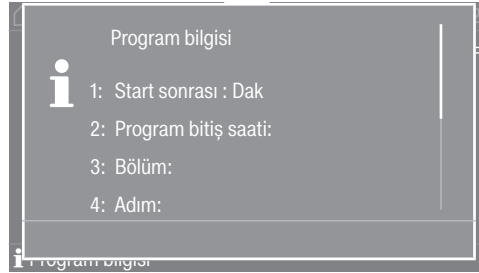 Program bilgisi
1: Start sonrası : Dak
2: Program bitiş saati:
3: Bölüm:
4: Adım:
Program bilgisi